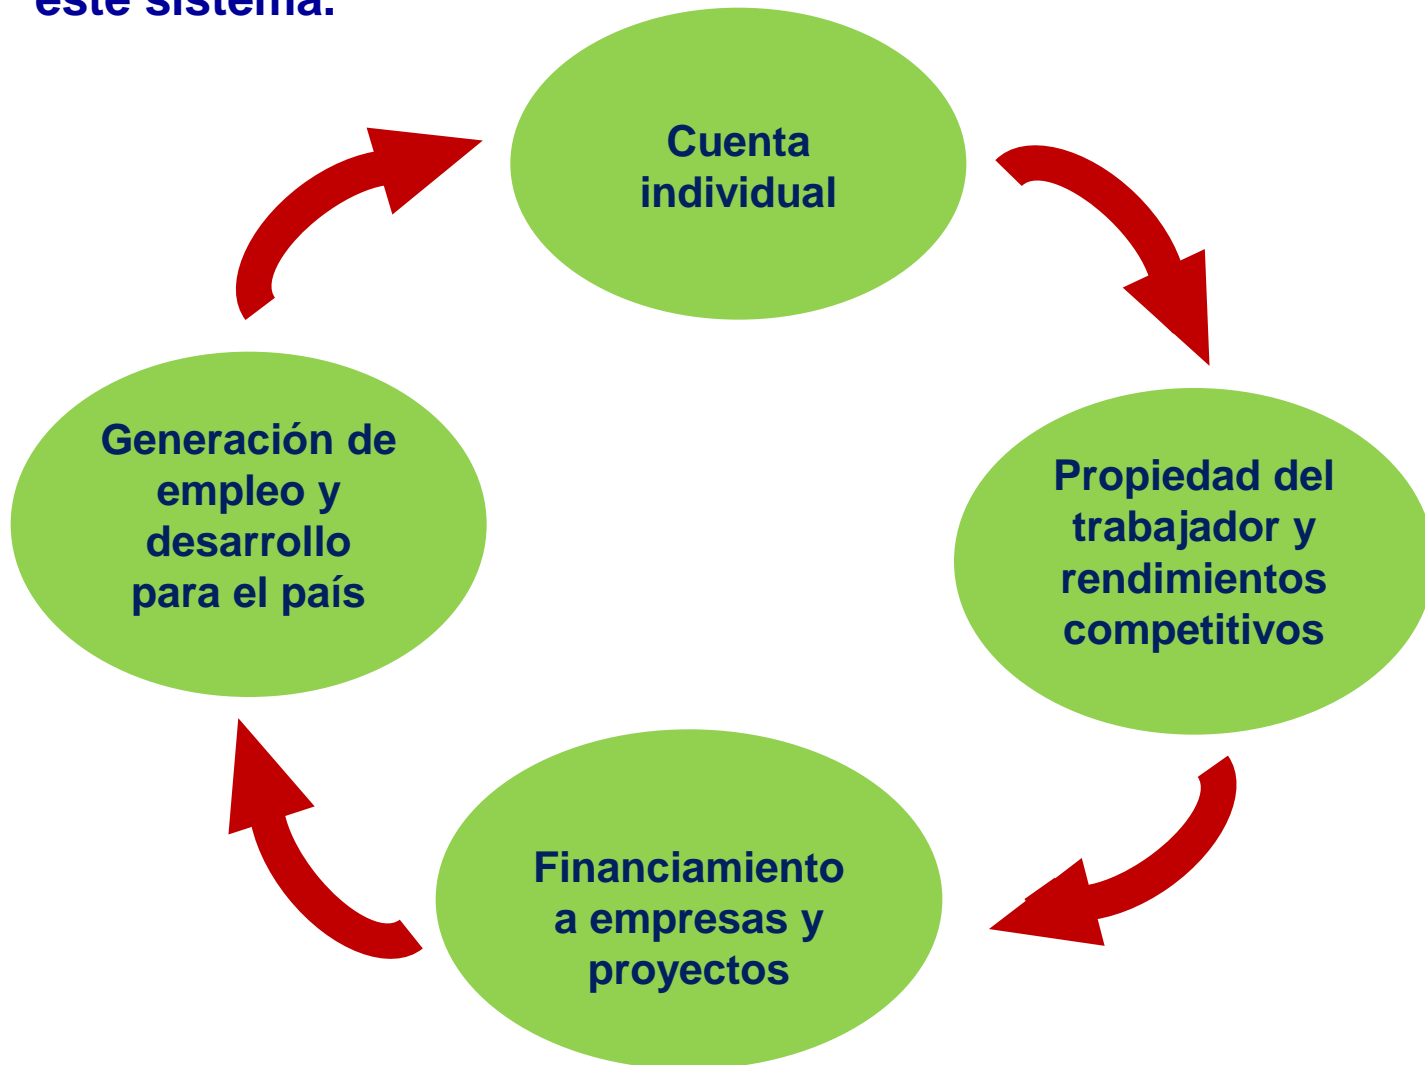 este sistema.
Cuenta
individual
Generación de
empleo y
desarrollo
para el país
Propiedad del
trabajador y
rendimientos
competitivos
Financiamiento
a empresas y
proyectos